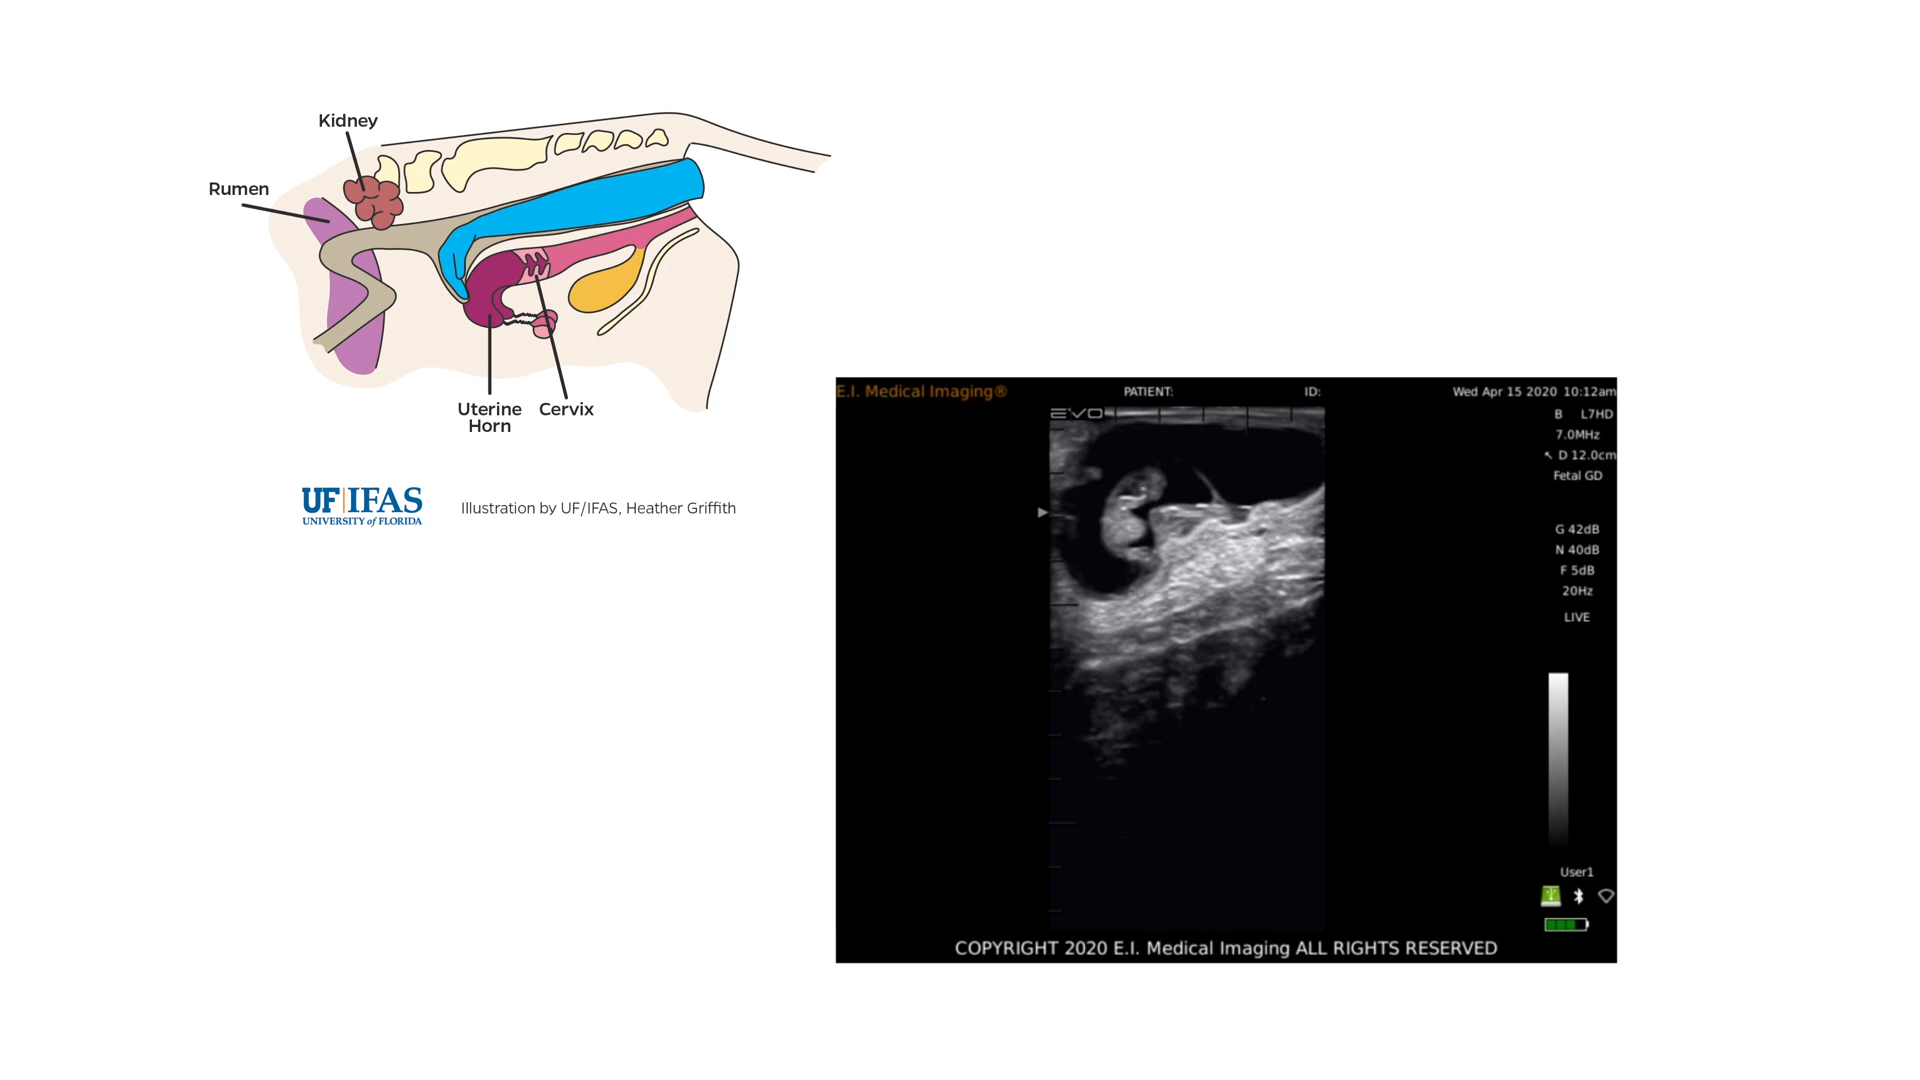 Kidney
Rumen
Uterine
Horn
Cervix
UF|IFAS
UNIVERSITY of FLORIDA
Illustration by UF/IFAS, Heather Griffith
E.I. Medical Imaging®
PATIENT:
ID:
Wed Apr 15 2020 10:12am
EVO
B L7HD
7.0MHz
D 12.0cm
Fetal GD
G 42dB
N 40dB
F 5dB
20Hz
LIVE
User1
COPYRIGHT 2020 E.I. Medical Imaging ALL RIGHTS RESERVED